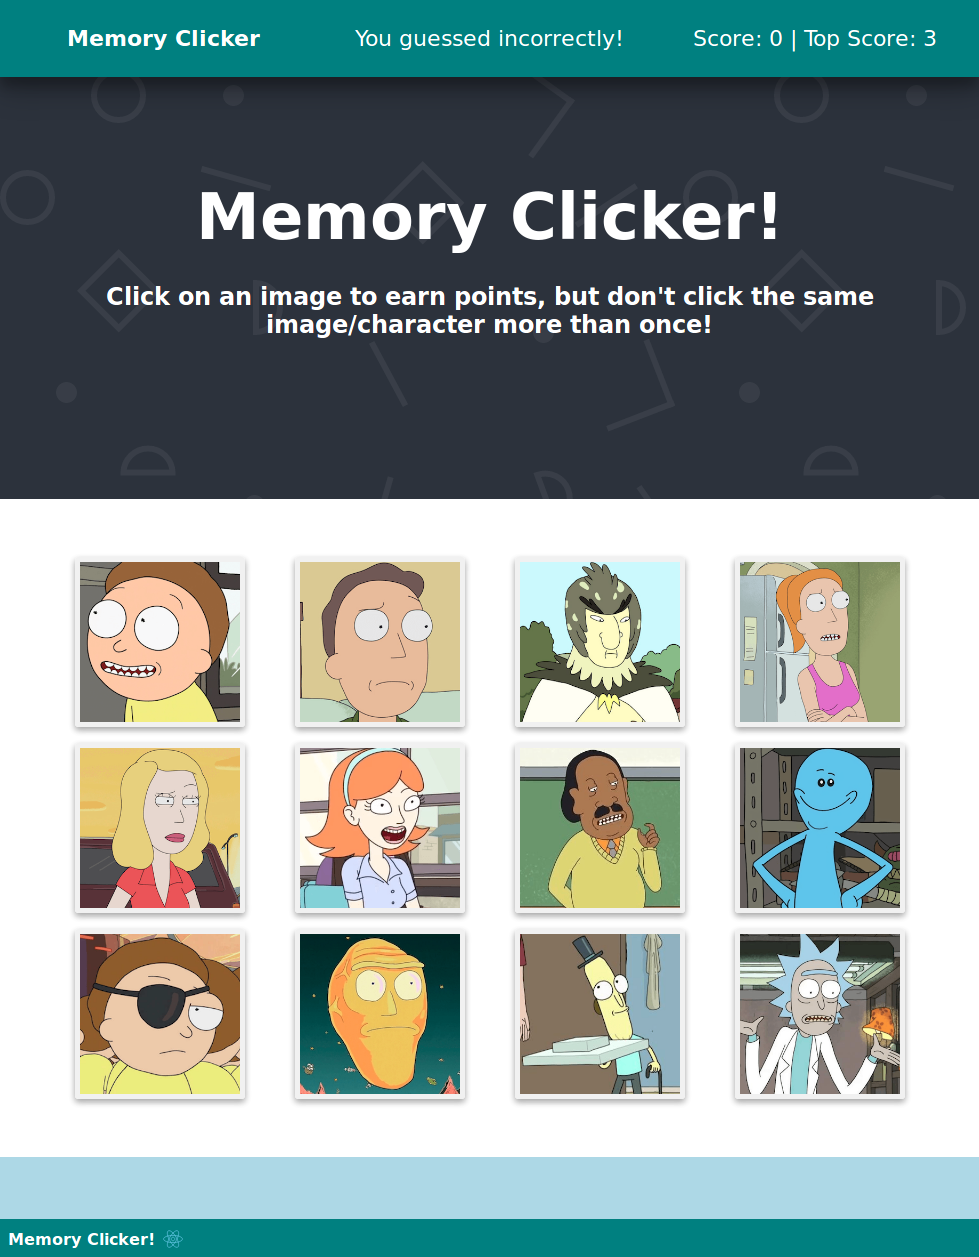 Memory Clicker
You guessed incorrectly!
Score: 0 | Top Score: 3
Memory Clicker!
Click on an image to earn points, but don't click the same
image/character more than once!
Memory Clicker!